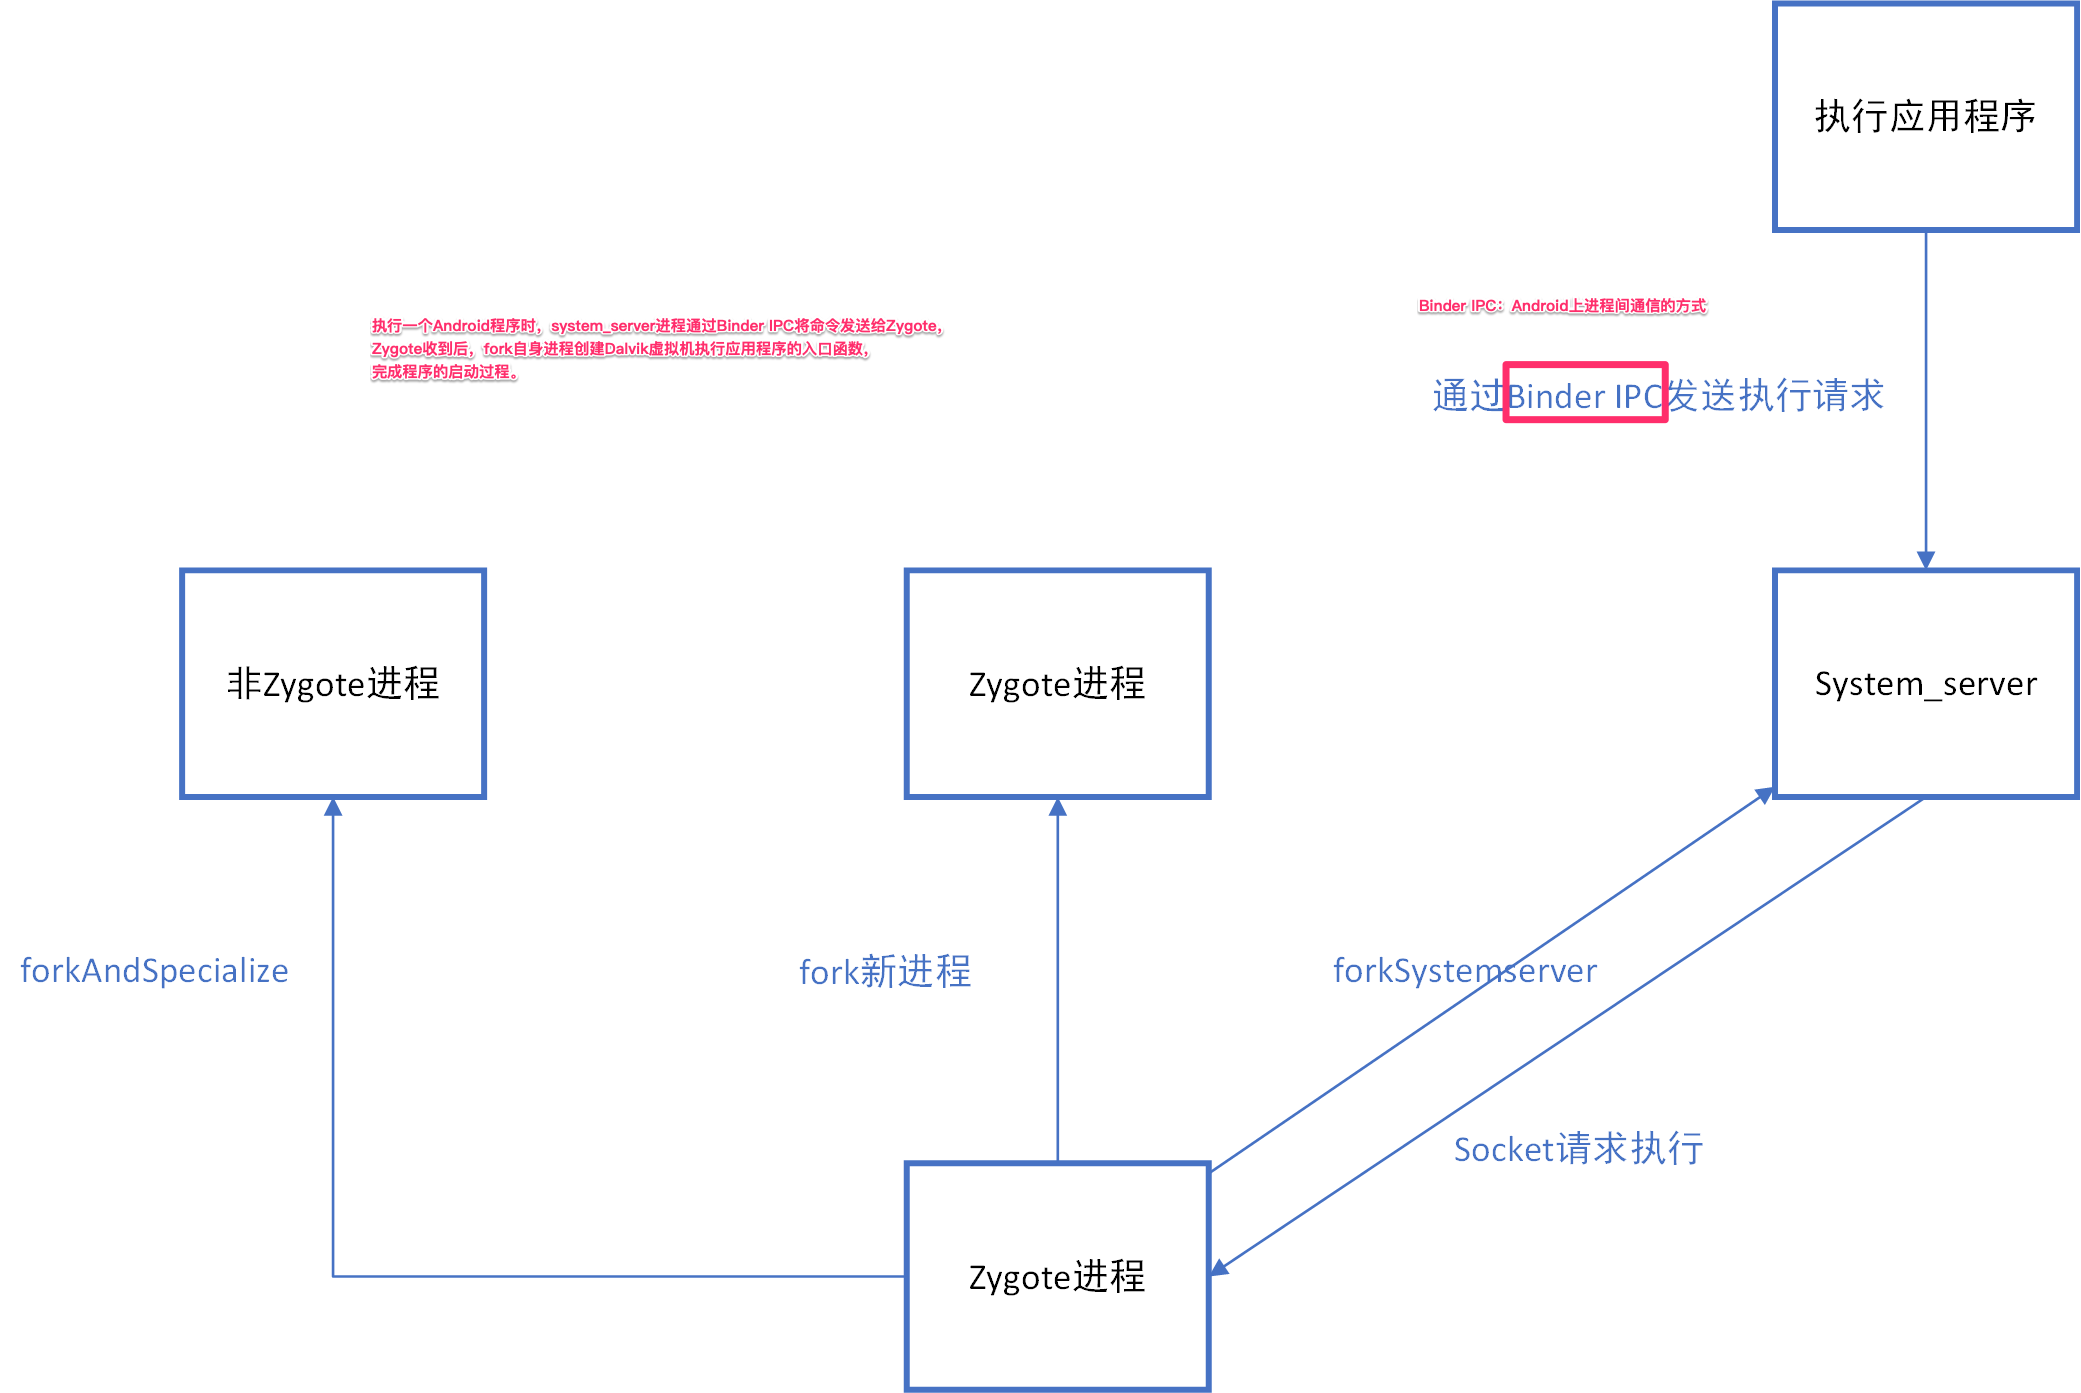 执行应用程序
Binder IPC：Android上进程间通信的方式
执行一个Android程序时，system_server进程通过Binder IPC将命令发送给Zygote，
Zygote收到后，fork自身进程创建Dalvik虚拟机执行应用程序的入口函数，
完成程序的启动过程。
通过Binder IPC发送执行请求
非Zygote进程
Zygote进程
System_server
forkAndSpecialize
fork新进程
forkSystemserver
Socket请求执行
Zygote进程